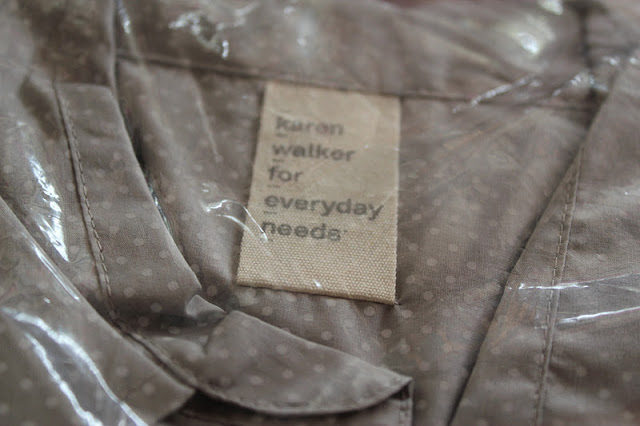 karen
walker
for
everyday
needs